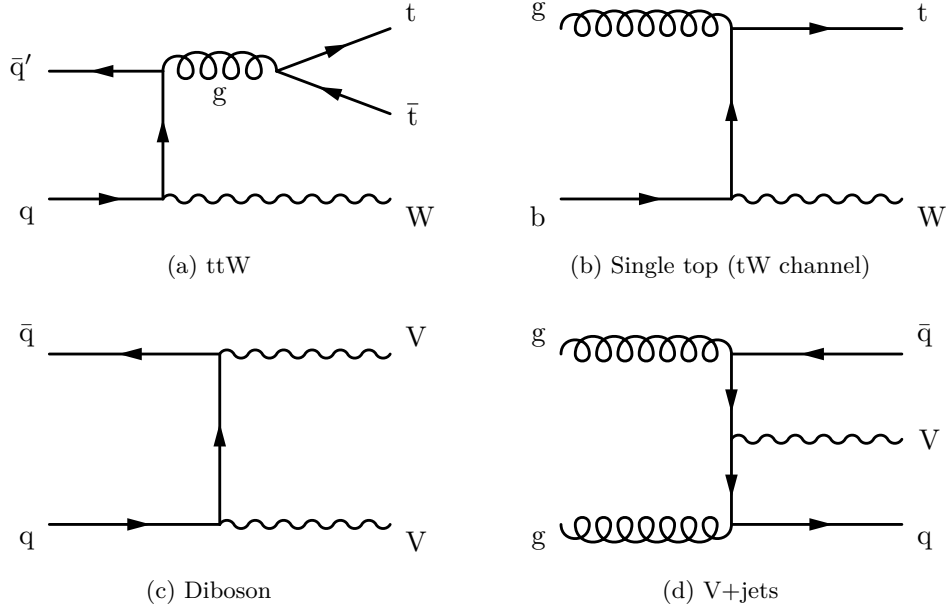 q̄′
g
t
t̄
q
W
(a) ttW
g
t
b
W
(b) Single top (tW channel)
q̄
V
q
V
(c) Diboson
g
q̄
V
g
q
(d) V+jets